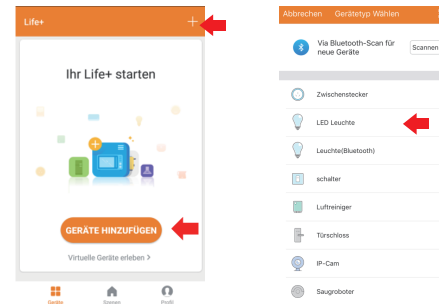 Life+
Ihr Life+ starten
GERÄTE HINZUFÜGEN
Virtuelle Geräte erleben >
Geräte Szenen Profil
Abbrechen Gerätetyp Wählen
Via Bluetooth-Scan für
neue Geräte
Scannen
Zwischenstecker
LED Leuchte
Leuchte(Bluetooth)
schalter
Luftreiniger
Türschloss
IP-Cam
Saugroboter